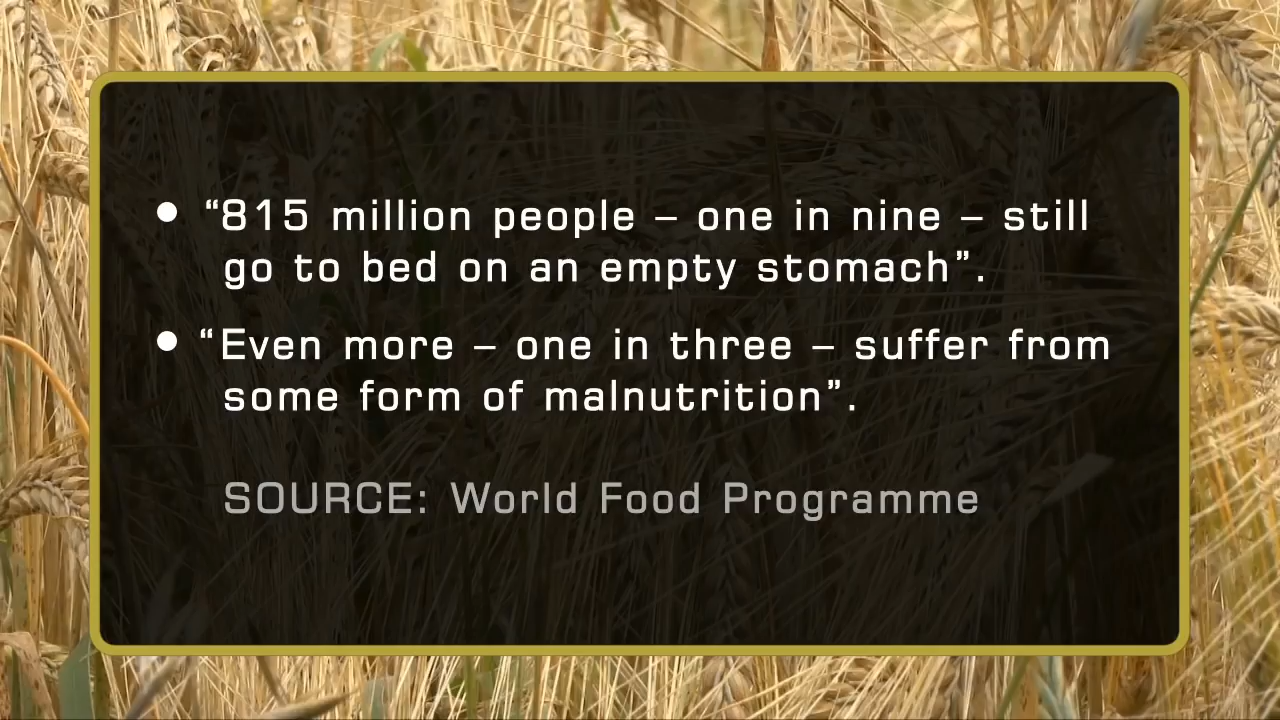 • “815 million people – one in nine – still
go to bed on an empty stomach”.
• “Even more – one in three – suffer from
some form of malnutrition”.
SOURCE: World Food Programme